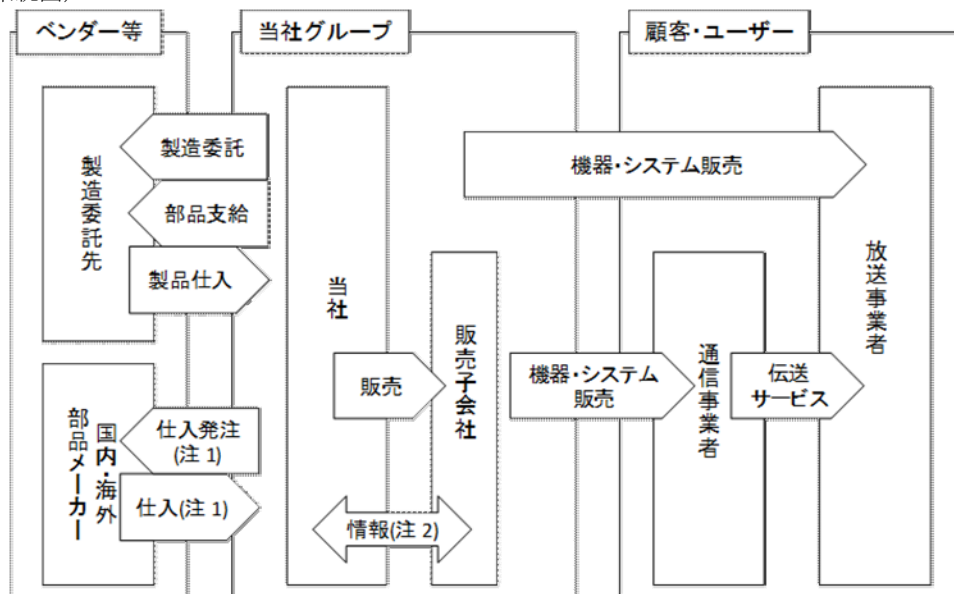 ベンダー等
当社グループ
顧客・ユーザー
製造委託先
製造委託
部品支給
製品仕入
国内・海外
部品メーカー
仕入発注
(注1)
仕入(注1)
当社
販売
情報(注2)
販売子会社
機器・システム販売
機器・システム
販売
通信事業者
伝送
サービス
放送事業者